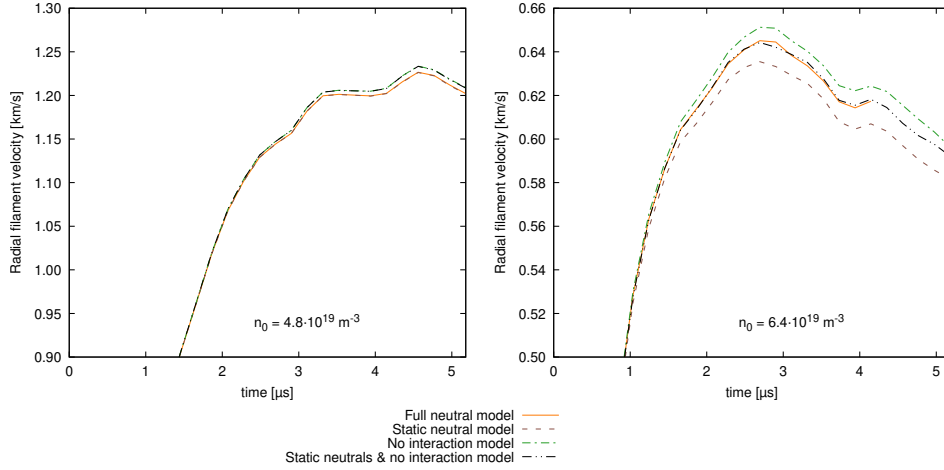 1.30
1.20
1.10
1.00
0.90
1.25
1.15
1.05
0.95
0 1 2 3 4 5
Radial filament velocity [km/s]
time [μs]
n0 = 4.8·10^19 m^-3
0.66
0.64
0.62
0.60
0.58
0.56
0.54
0.52
0.50
0 1 2 3 4 5
Radial filament velocity [km/s]
time [μs]
n0 = 6.4·10^19 m^-3
Full neutral model
Static neutral model
No interaction model
Static neutrals & no interaction model